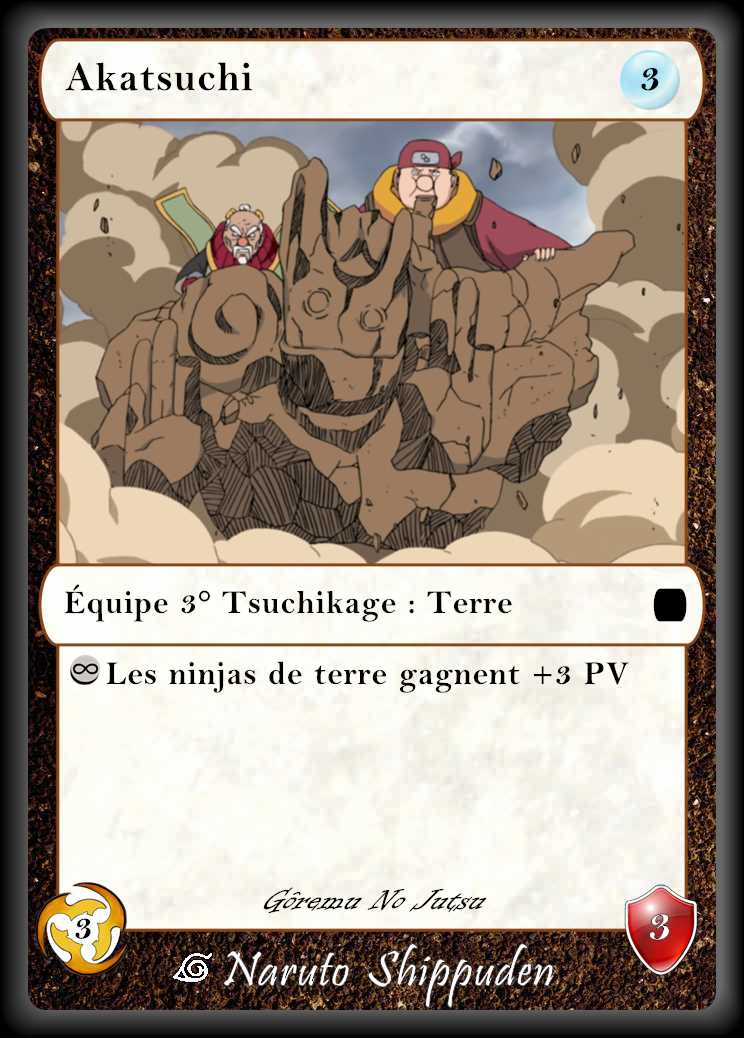 Akatsuchi
3
Équipe 3° Tsuchikage : Terre
∞ Les ninjas de terre gagnent +3 PV
Gôremu No Jutsu
3
3
Naruto Shippuden